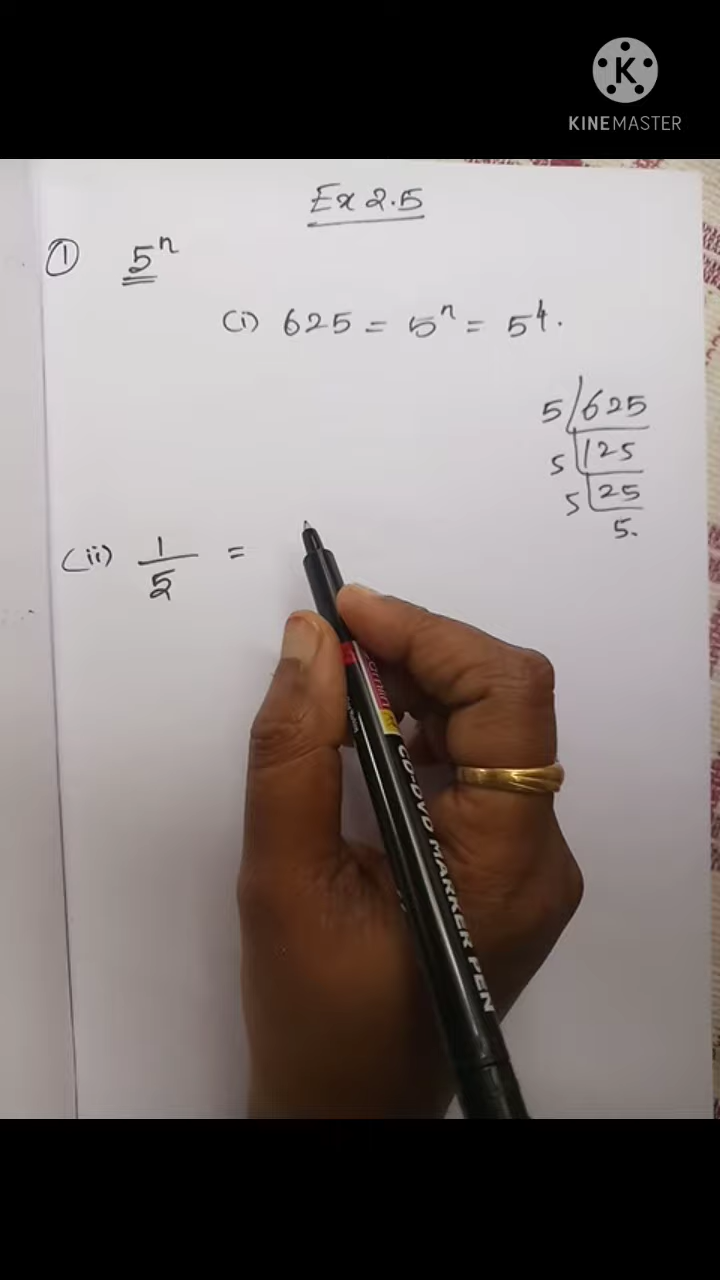 K
KINEMASTER
Ex 2.5
① 5ⁿ
(i) 625 = 5ⁿ = 5⁴.
5 625
5 125
5 25
5.
(ii) 1/5 =
CD-DVD MARKER PEN